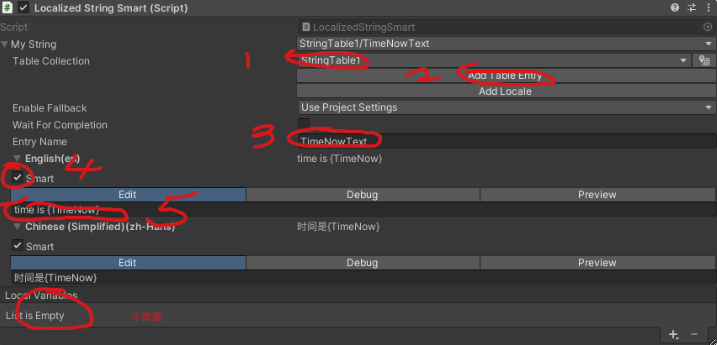 Localized String Smart (Script)
Script LocalizedStringSmart
My String StringTable1/TimeNowText
Table Collection 1 StringTable1
2 Add Table Entry
Add Locale
Enable Fallback Use Project Settings
Wait For Completion
Entry Name 3 TimeNowText
English(en) time is {TimeNow}
Smart 4
Edit Debug Preview
time is {TimeNow} 5
Chinese (Simplified)(zh-Hans) 时间是{TimeNow}
Smart
Edit Debug Preview
时间是{TimeNow}
Local Variables
List is Empty 不需要